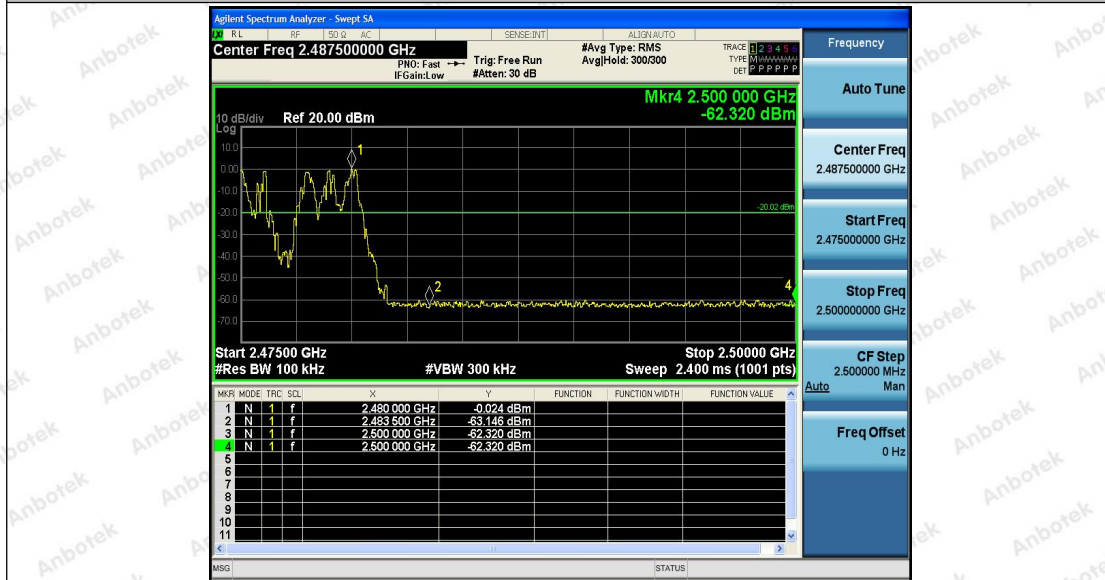 Agilent Spectrum Analyzer - Swept SA
LXI RL RF 50 Ω AC SENSE:INT ALIGN AUTO
Center Freq 2.487500000 GHz
PNO: Fast
IFGain:Low
Trig: Free Run
#Atten: 30 dB
#Avg Type: RMS
Avg|Hold: 300/300
TRACE 1 2 3 4 5 6
TYPE M
DET P P P P P P
Mkr4 2.500 000 GHz
-62.320 dBm
10 dB/div Ref 20.00 dBm
Log
10.0
0.00
-10.0
-20.0
-30.0
-40.0
-50.0
-60.0
-70.0
1
2
4
-20.02 dBm
Start 2.47500 GHz Stop 2.50000 GHz
#Res BW 100 kHz #VBW 300 kHz Sweep 2.400 ms (1001 pts)
MKR MODE TRC SCL X Y FUNCTION FUNCTION WIDTH FUNCTION VALUE
1 N 1 f 2.480 000 GHz -0.024 dBm
2 N 1 f 2.483 500 GHz -63.146 dBm
3 N 1 f 2.500 000 GHz -62.320 dBm
4 N 1 f 2.500 000 GHz -62.320 dBm
5
6
7
8
9
10
11
MSG STATUS
Frequency
Auto Tune
Center Freq
2.487500000 GHz
Start Freq
2.475000000 GHz
Stop Freq
2.500000000 GHz
CF Step
2.500000 MHz
Auto Man
Freq Offset
0 Hz
Anbotek